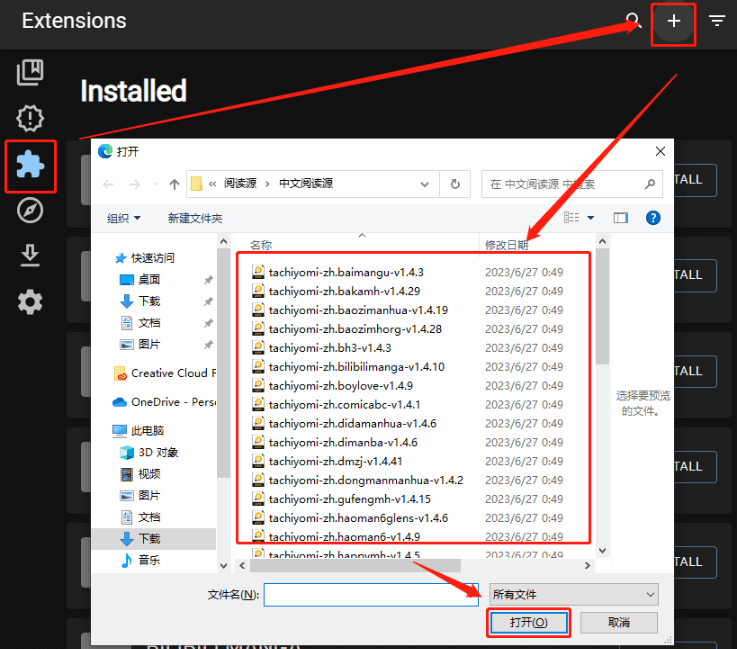 Extensions
Installed
打开
« 阅读源 › 中文阅读源
在 中文阅读源 中搜索
组织
新建文件夹
名称
修改日期
快速访问
桌面
下载
文档
图片
Creative Cloud F
OneDrive - Perso
此电脑
3D 对象
视频
图片
文档
下载
音乐
tachiyomi-zh.baimangu-v1.4.3 2023/6/27 0:49
tachiyomi-zh.bakamh-v1.4.29 2023/6/27 0:49
tachiyomi-zh.baozimanhua-v1.4.19 2023/6/27 0:49
tachiyomi-zh.baozimhorg-v1.4.28 2023/6/27 0:49
tachiyomi-zh.bh3-v1.4.3 2023/6/27 0:49
tachiyomi-zh.bilibilimanga-v1.4.10 2023/6/27 0:49
tachiyomi-zh.boylove-v1.4.9 2023/6/27 0:49
tachiyomi-zh.comicabc-v1.4.1 2023/6/27 0:49
tachiyomi-zh.didamanhua-v1.4.6 2023/6/27 0:49
tachiyomi-zh.dimanba-v1.4.6 2023/6/27 0:49
tachiyomi-zh.dmzj-v1.4.41 2023/6/27 0:49
tachiyomi-zh.dongmanmanhua-v1.4.2 2023/6/27 0:49
tachiyomi-zh.gufengmh-v1.4.15 2023/6/27 0:49
tachiyomi-zh.haoman6glens-v1.4.6 2023/6/27 0:49
tachiyomi-zh.haoman6-v1.4.9 2023/6/27 0:49
tachiyomi-zh.happymh-v1.4.5 2023/6/27 0:49
选择要预览
的文件。
TALL
TALL
TALL
TALL
TALL
文件名(N):
所有文件
打开(O)
取消
BILIBILI MANGA